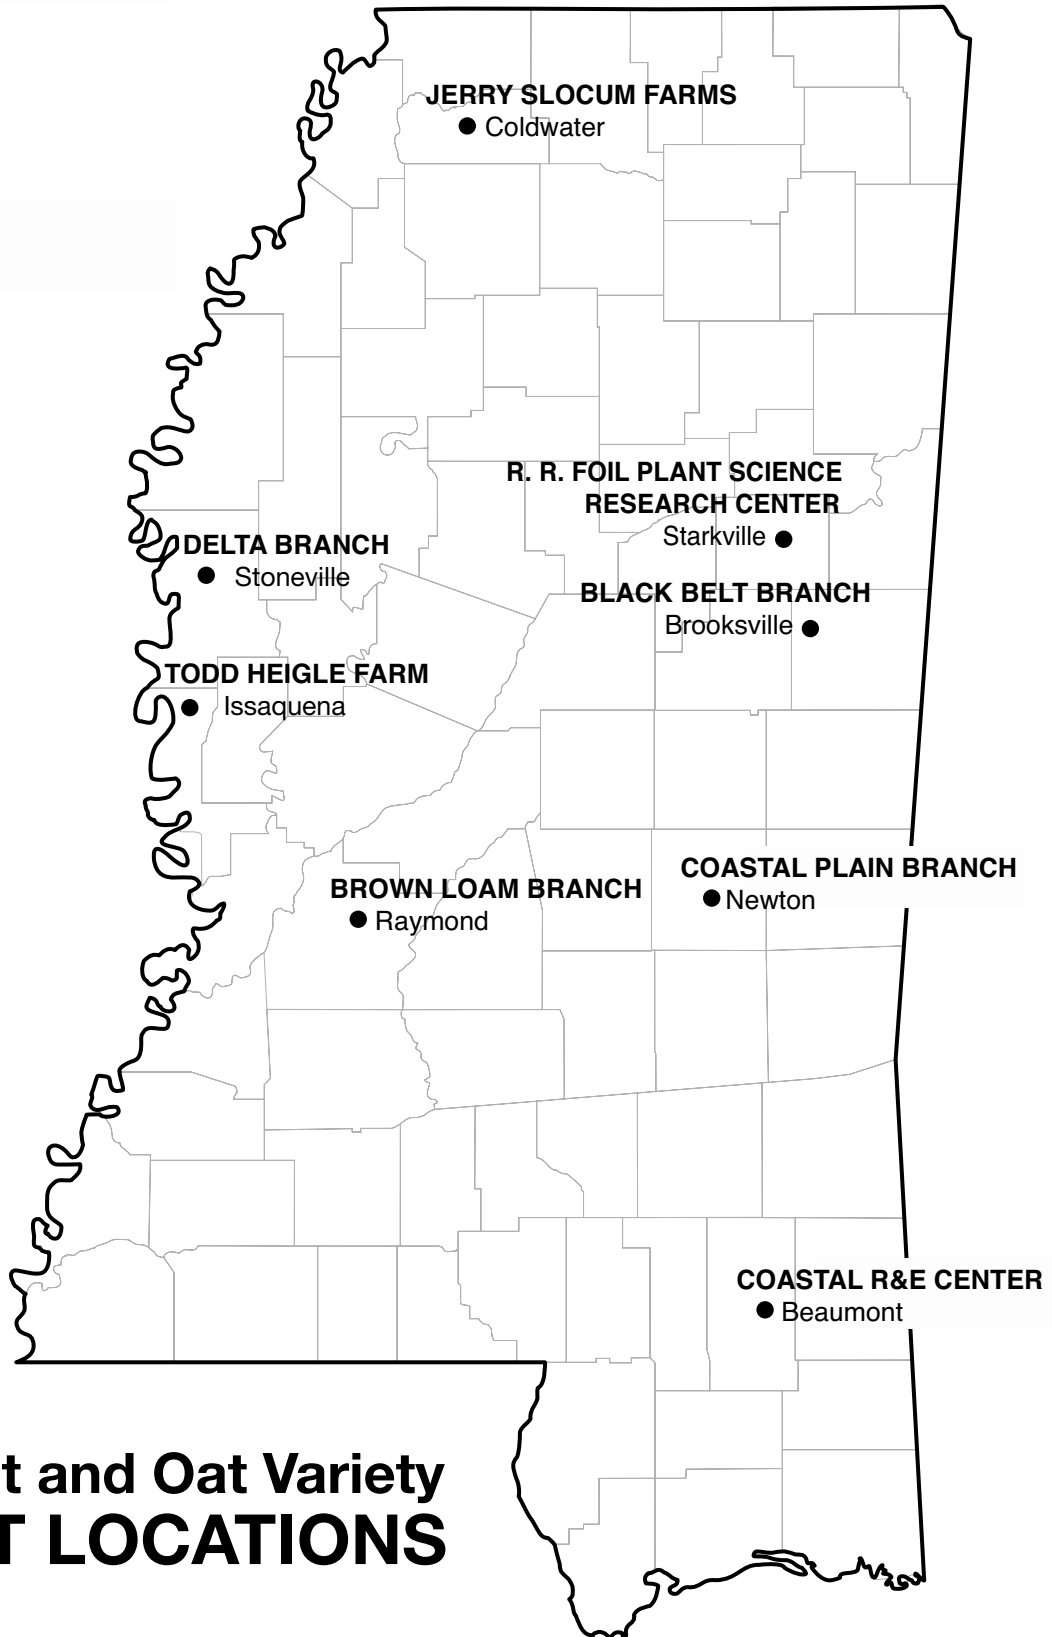 JERRY SLOCUM FARMS
Coldwater
R. R. FOIL PLANT SCIENCE
RESEARCH CENTER
Starkville
DELTA BRANCH
Stoneville
BLACK BELT BRANCH
Brooksville
TODD HEIGLE FARM
Issaquena
COASTAL PLAIN BRANCH
Newton
BROWN LOAM BRANCH
Raymond
COASTAL R&E CENTER
Beaumont
t and Oat Variety
T LOCATIONS